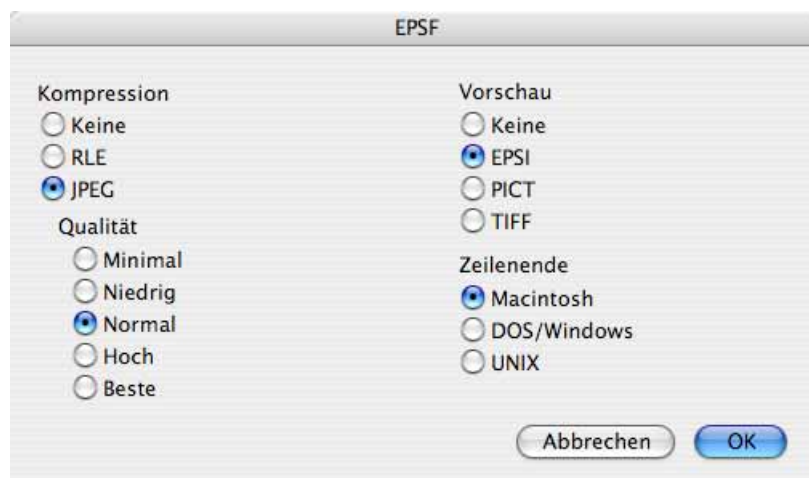 EPSF
Kompression
Keine
RLE
JPEG
Qualität
Minimal
Niedrig
Normal
Hoch
Beste
Vorschau
Keine
EPSI
PICT
TIFF
Zeilenende
Macintosh
DOS/Windows
UNIX
Abbrechen
OK